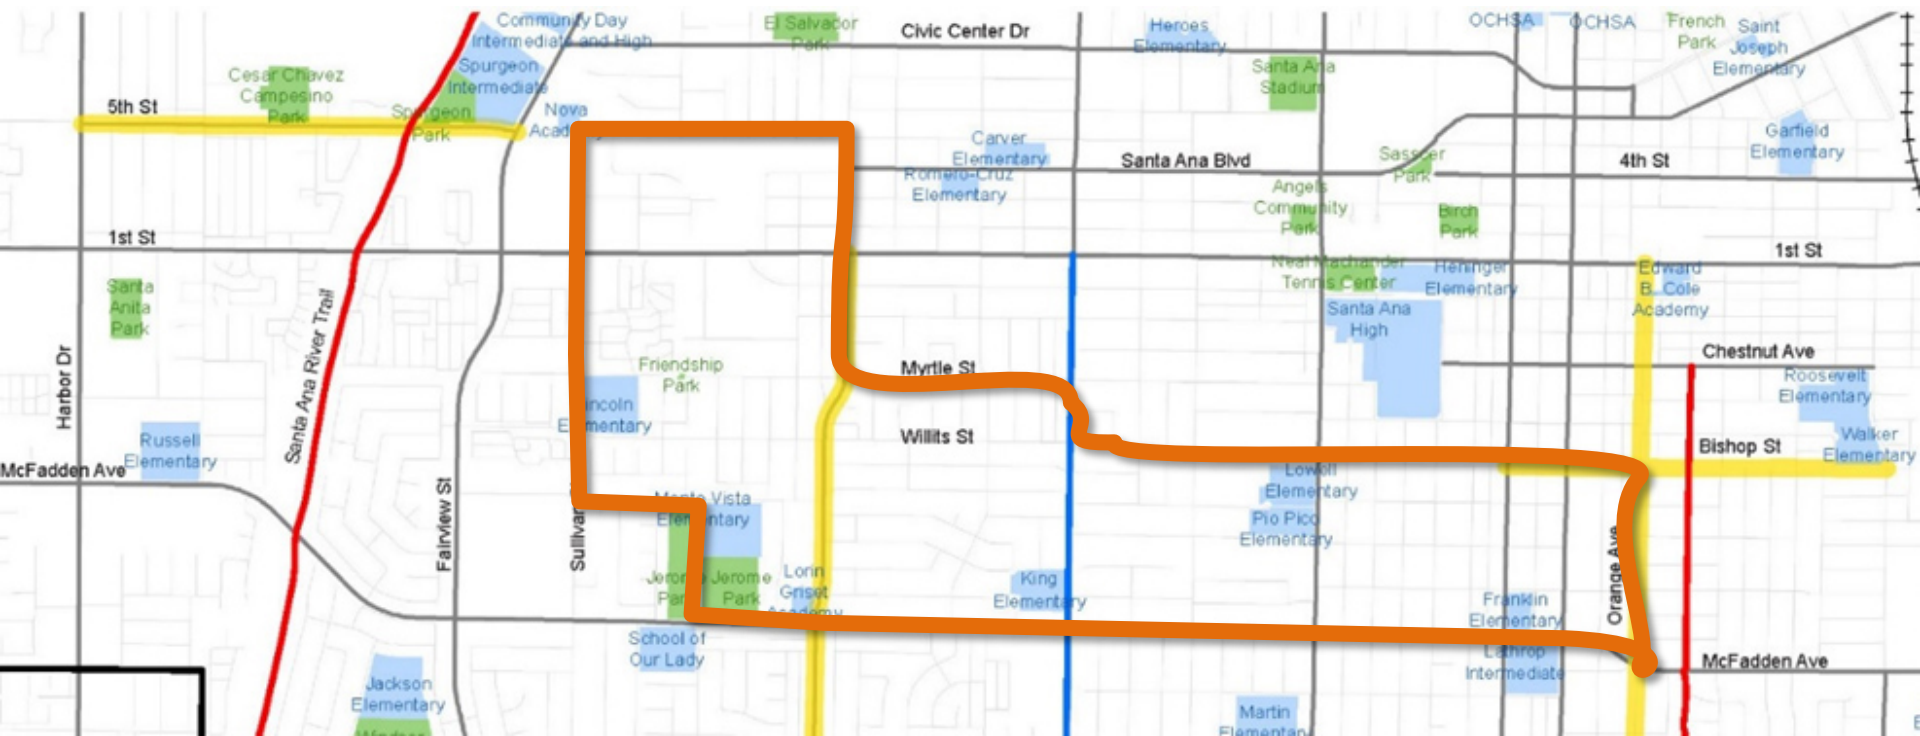 Community Day
Intermediate and High
El Salvador
Park
Civic Center Dr
Heroes
Elementary
OCHSA
OCHSA
French
Park
Saint
Joseph
Elementary
Cesar Chavez
Campesino
Park
Spurgeon
Intermediate
Santa Ana
Stadium
5th St
Spurgeon
Park
Nova
Carver
Elementary
Romero-Cruz
Elementary
Santa Ana Blvd
Sasscer
Park
4th St
Garfield
Elementary
Angels
Community
Park
Birch
Park
1st St
1st St
Santa
Anita
Park
Neal Machander
Tennis Center
Heninger
Elementary
Edward
B. Cole
Academy
Santa Ana
High
Santa Ana River Trail
Harbor Dr
Friendship
Park
Myrtle St
Chestnut Ave
Roosevelt
Elementary
Russell
Elementary
Willits St
Bishop St
Walker
Elementary
McFadden Ave
Lowell
Elementary
Fairview St
Sullivan
Monte Vista
Elementary
Pio Pico
Elementary
Orange Ave
Jerome
Park
Jerome
Park
Lorin
Griset
Academy
King
Elementary
Franklin
Elementary
School of
Our Lady
Lathrop
Intermediate
McFadden Ave
Jackson
Elementary
Martin
Elementary